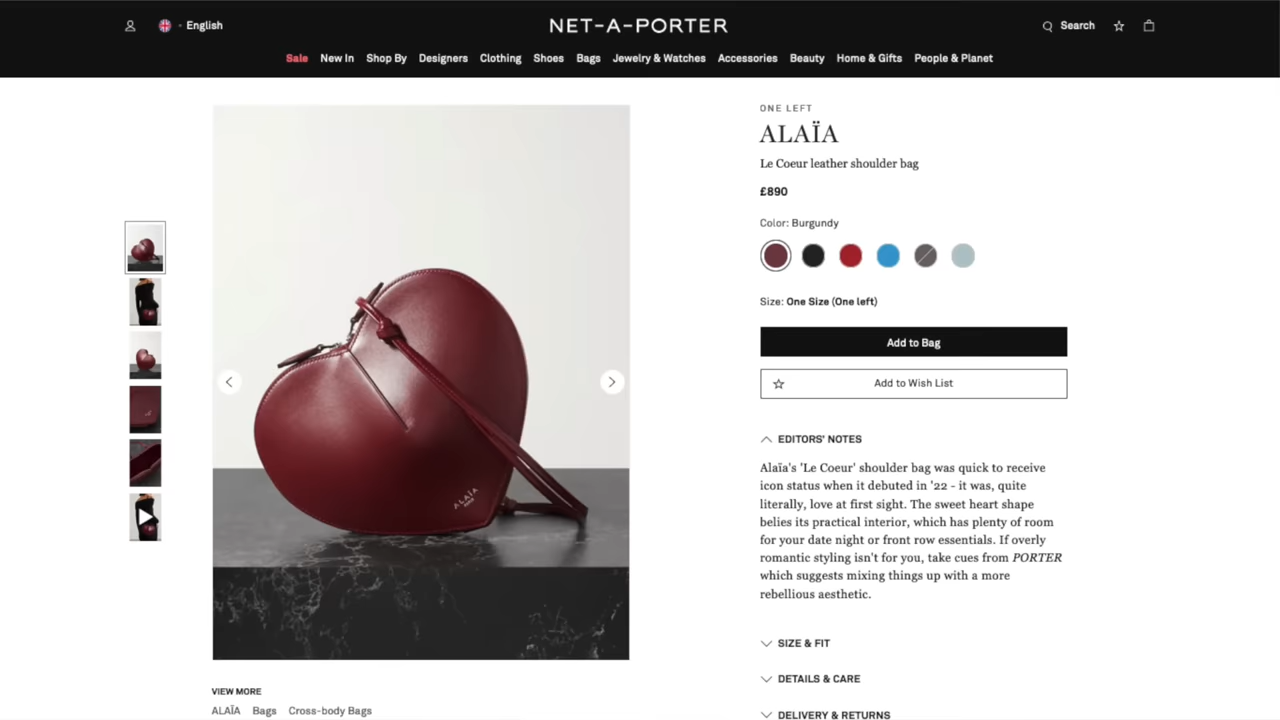 English
NET-A-PORTER
Search
Sale New In Shop By Designers Clothing Shoes Bags Jewelry & Watches Accessories Beauty Home & Gifts People & Planet
ONE LEFT
ALAÏA
Le Coeur leather shoulder bag
£890
Color: Burgundy
Size: One Size (One left)
Add to Bag
Add to Wish List
EDITORS' NOTES
Alaïa's 'Le Coeur' shoulder bag was quick to receive
icon status when it debuted in '22 - it was, quite
literally, love at first sight. The sweet heart shape
belies its practical interior, which has plenty of room
for your date night or front row essentials. If overly
romantic styling isn't for you, take cues from PORTER
which suggests mixing things up with a more
rebellious aesthetic.
SIZE & FIT
DETAILS & CARE
DELIVERY & RETURNS
ALAÏA
VIEW MORE
ALAÏA Bags Cross-body Bags